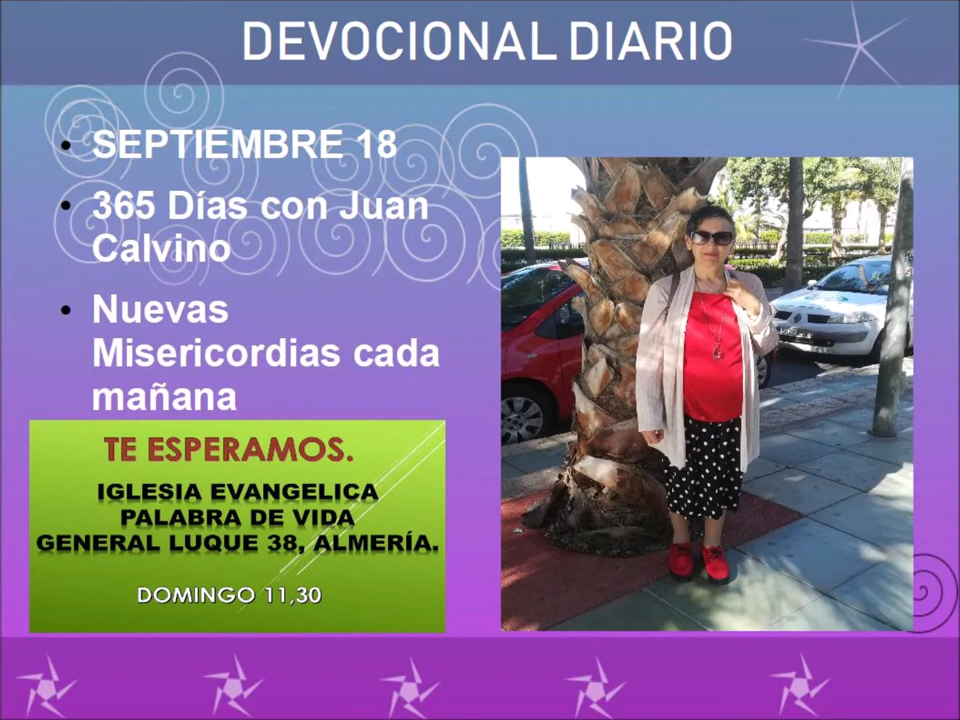 DEVOCIONAL DIARIO
• SEPTIEMBRE 18
• 365 Días con Juan
Calvino
• Nuevas
Misericordias cada
mañana
TE ESPERAMOS.
IGLESIA EVANGELICA
PALABRA DE VIDA
GENERAL LUQUE 38, ALMERÍA.
DOMINGO 11,30